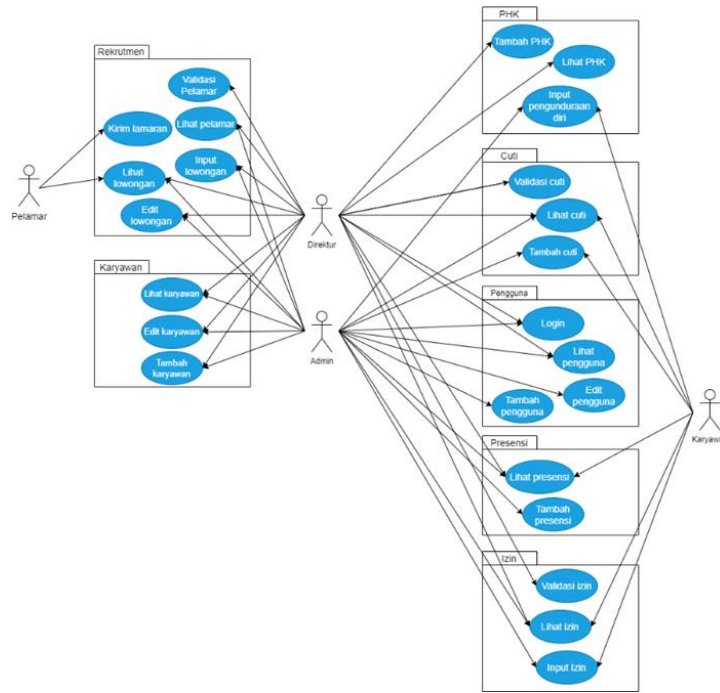 Rekrutmen
Validasi
Pelamar
Kirim lamaran
Lihat pelamar
Lihat
lowongan
Input
lowongan
Edit
lowongan
Pelamar
Karyawan
Lihat karyawan
Edit karyawan
Tambah
karyawan
Direktur
Admin
PHK
Tambah PHK
Lihat PHK
Input
pengunduraan
diri
Cuti
Validasi cuti
Lihat cuti
Tambah cuti
Pengguna
Login
Lihat
pengguna
Edit
pengguna
Tambah
pengguna
Presensi
Lihat presensi
Tambah
presensi
Izin
Validasi izin
Lihat izin
Input Izin
Karyaw